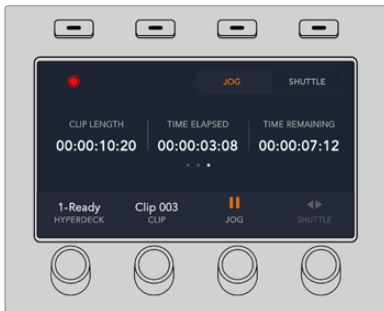 JOG SHUTTLE
CLIP LENGTH TIME ELAPSED TIME REMAINING
00:00:10:20 00:00:03:08 00:00:07:12
1-Ready Clip 003
HYPERDECK CLIP JOG SHUTTLE